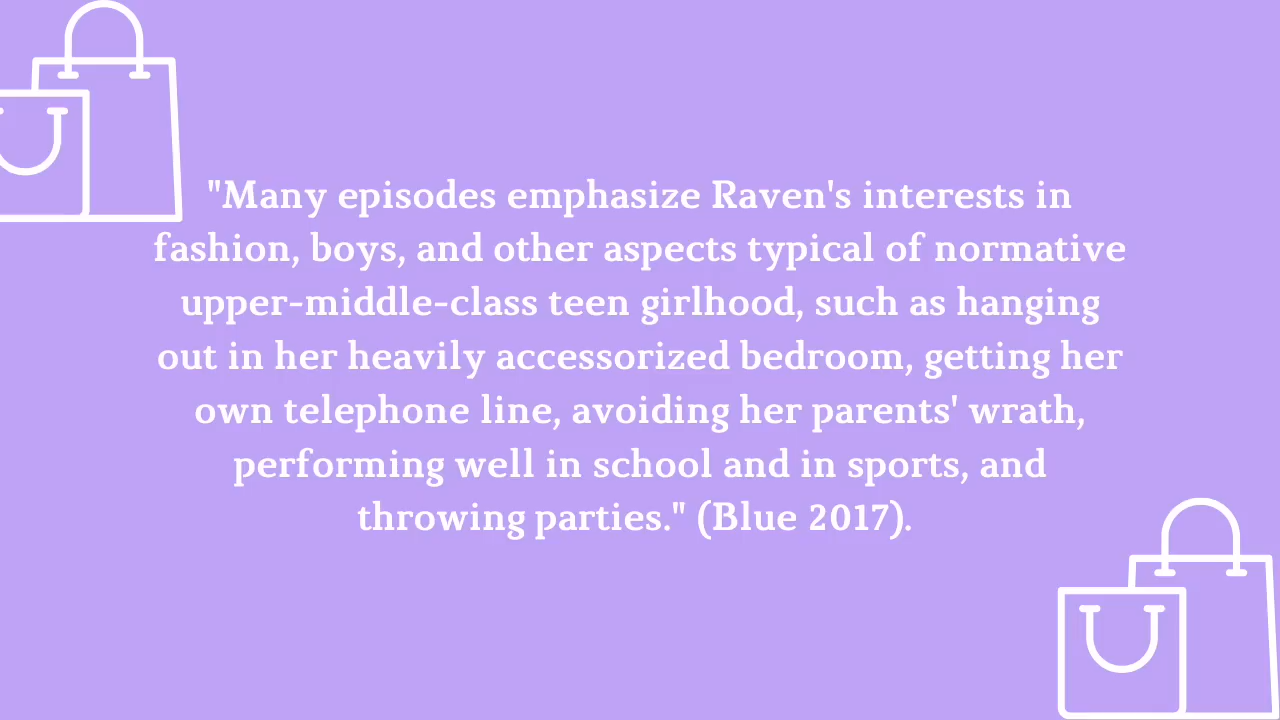 "Many episodes emphasize Raven's interests in
fashion, boys, and other aspects typical of normative
upper-middle-class teen girlhood, such as hanging
out in her heavily accessorized bedroom, getting her
own telephone line, avoiding her parents' wrath,
performing well in school and in sports, and
throwing parties." (Blue 2017).